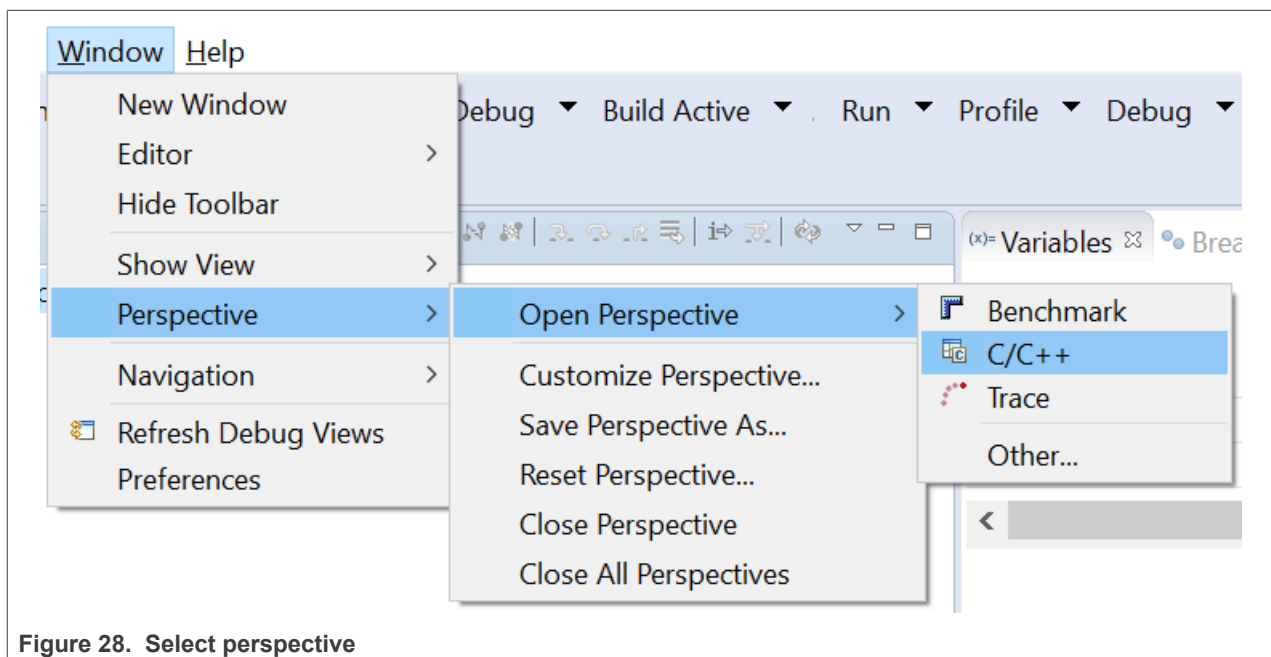 Window Help
New Window
Debug Build Active Run Profile Debug
Editor >
Hide Toolbar
(x)= Variables
Show View >
Perspective >
Open Perspective >
Benchmark
C/C++
Navigation >
Customize Perspective...
Trace
Refresh Debug Views
Save Perspective As...
Other...
Preferences
Reset Perspective...
Close Perspective
Close All Perspectives
Figure 28. Select perspective